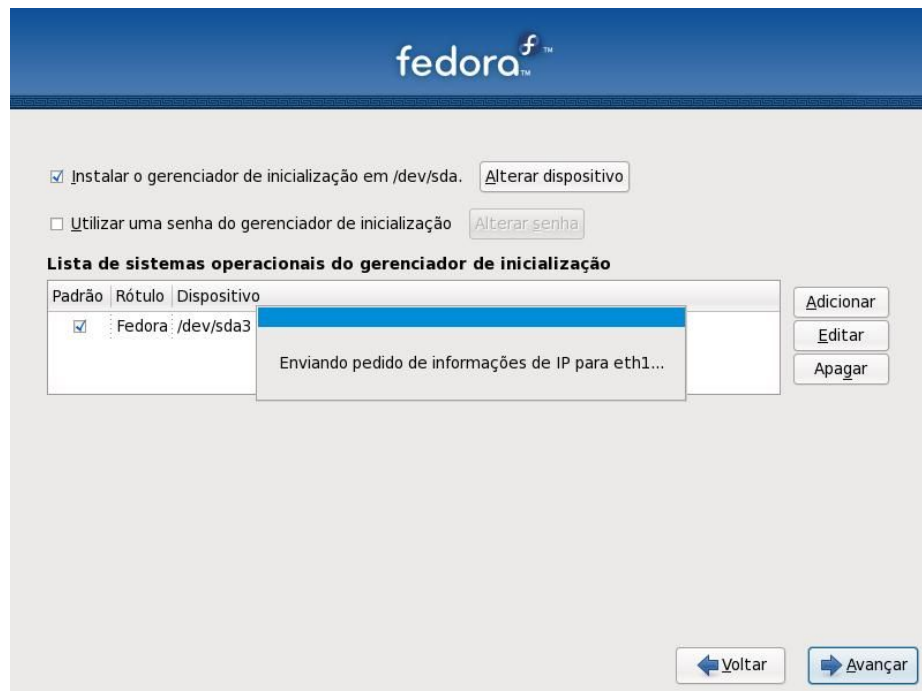 fedora
Instalar o gerenciador de inicialização em /dev/sda. Alterar dispositivo
Utilizar uma senha do gerenciador de inicialização Alterar senha
Lista de sistemas operacionais do gerenciador de inicialização
Padrão Rótulo Dispositivo
Fedora /dev/sda3
Enviando pedido de informações de IP para eth1...
Adicionar
Editar
Apagar
Voltar Avançar